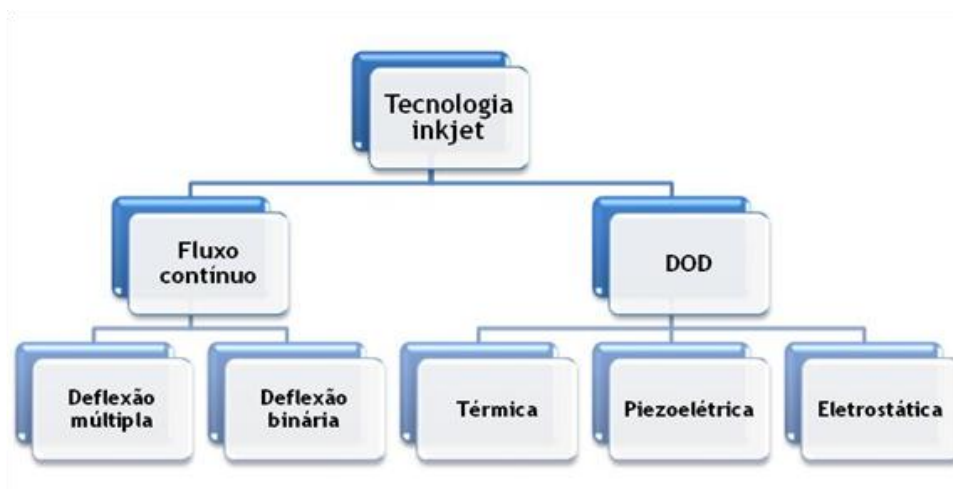 Tecnologia
inkjet
Fluxo
contínuo
DOD
Deflexão
múltipla
Deflexão
binária
Térmica
Piezoelétrica
Eletrostática